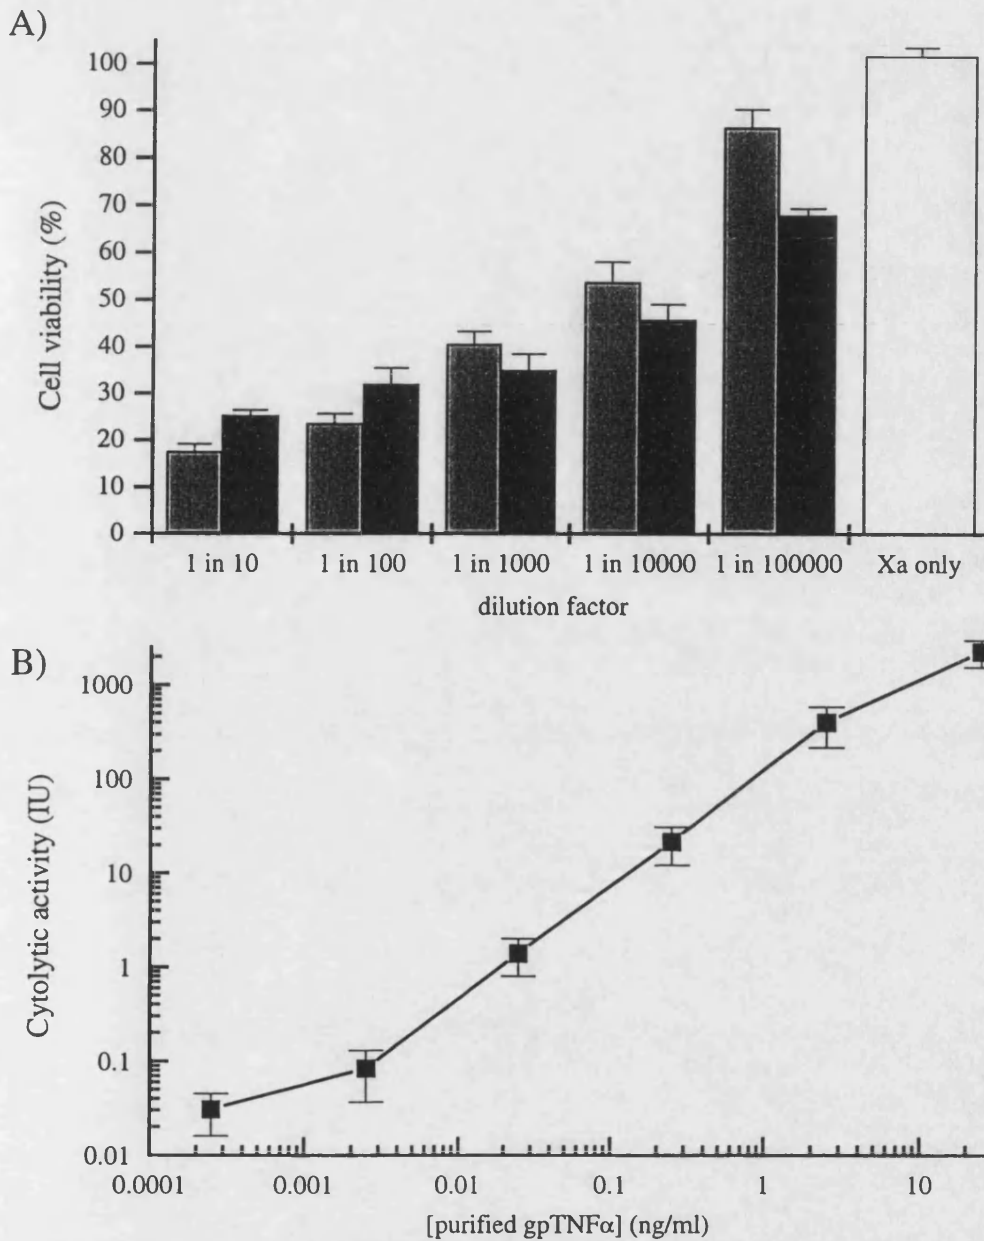 A)
Cell viability (%)
100
90
80
70
60
50
40
30
20
10
0
1 in 10 1 in 100 1 in 1000 1 in 10000 1 in 100000 Xa only
dilution factor
B)
Cytolytic activity (IU)
1000
100
10
1
0.1
0.01
0.0001 0.001 0.01 0.1 1 10
[purified gpTNFα] (ng/ml)